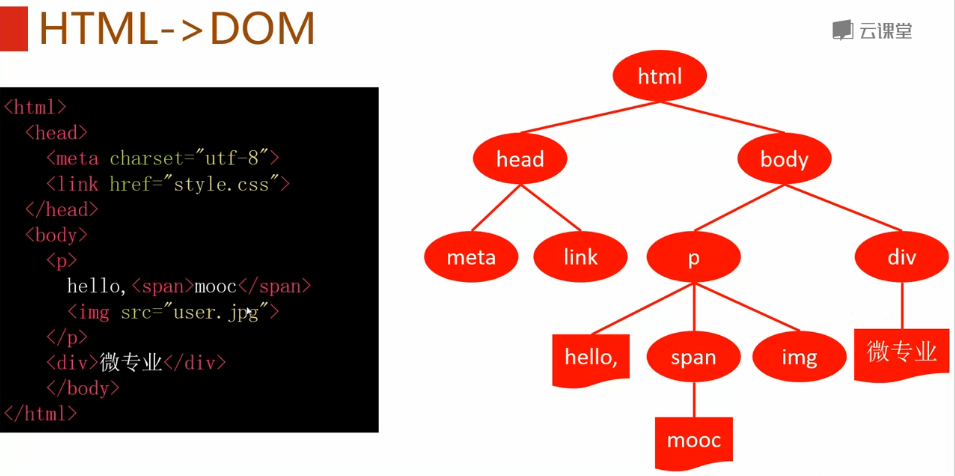 HTML->DOM
云课堂
<html>
<head>
<meta charset="utf-8">
<link href="style.css">
</head>
<body>
<p>
hello,<span>mooc</span>
<img src="user.jpg">
</p>
<div>微专业</div>
</body>
</html>
html
head body
meta link p div
hello, span img 微专业
mooc